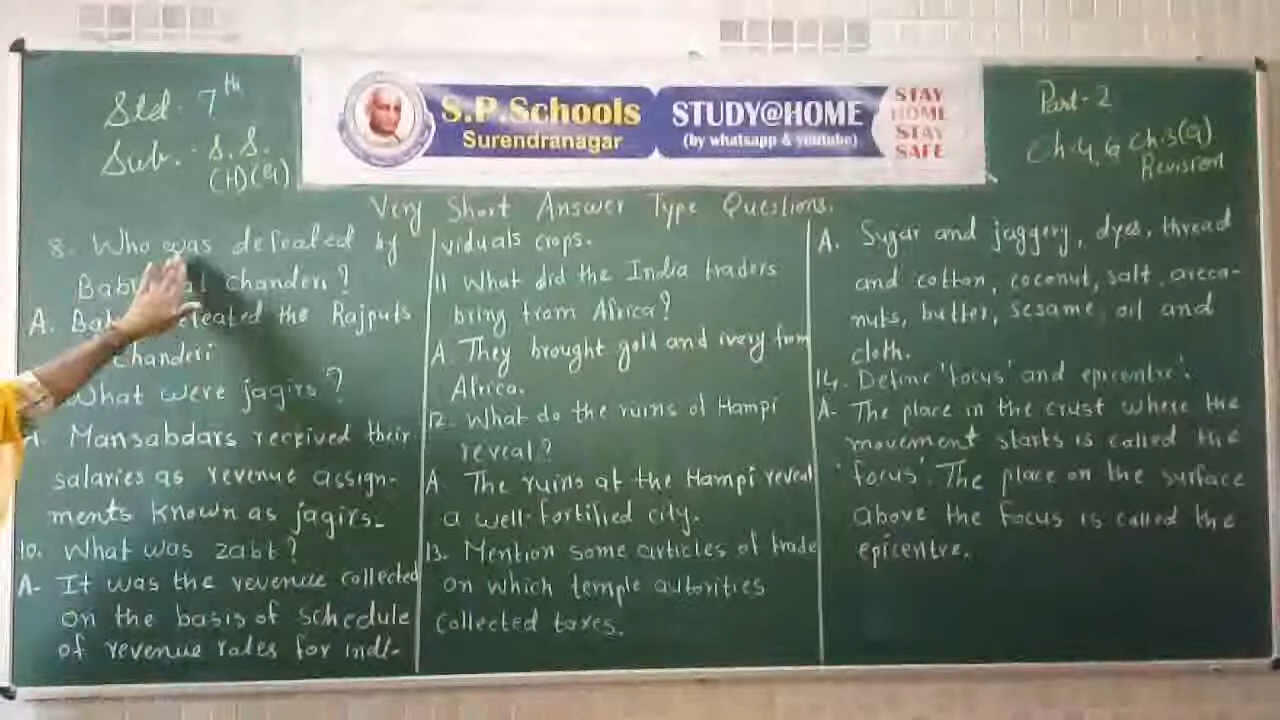 Std - 7th
Sub. - S.S.
(H)(G)
S.P.Schools
Surendranagar
STUDY@HOME
(by whatsapp & youtube)
STAY
HOME
STAY
SAFE
Part - 2
Ch-4, 6 Ch-3(G)
Revision
Very Short Answer Type Questions.
8. Who was defeated by
Chanderi?
A. defeated the Rajputs
Chanderi
What were jagirs?
A. Mansabdars received their
salaries as revenue assign-
ments known as jagirs.
10. What was zabt?
A- It was the revenue collected
on the basis of schedule
of revenue rates for indi-
viduals crops.
11 What did the India traders
bring from Africa?
A. They brought gold and ivery from
Africa.
12. What do the ruins of Hampi
reveal?
A. The ruins at the Hampi reveal
a well-fortified city.
13. Mention some articles of trade
on which temple autorities
collected taxes.
A. Sugar and jaggery, dyes, thread
and cotton, coconut, salt, areca-
nuts, butter, sesame, oil and
cloth.
14. Define 'focus' and epicentre'.
A- The place in the crust where the
movement starts is called the
'focus'. The place on the surface
above the focus is called the
epicentre.